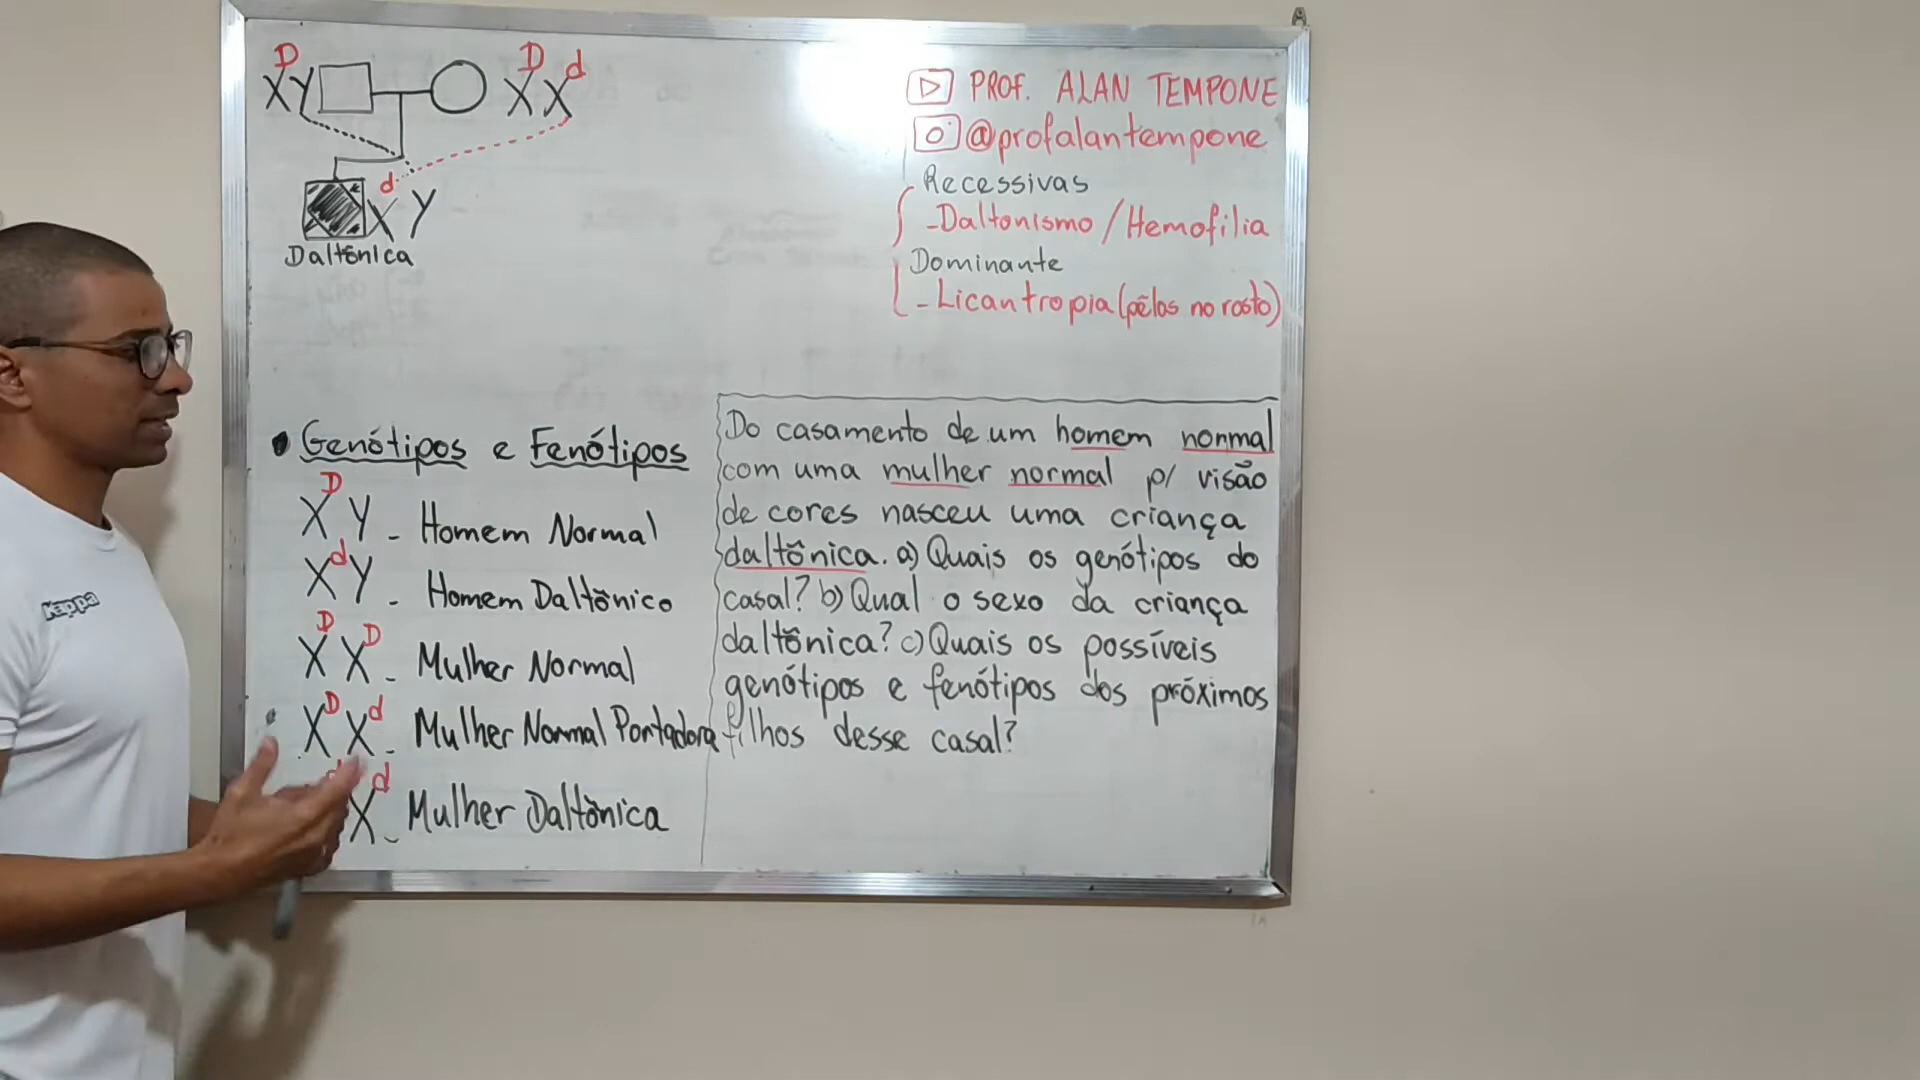 X^D Y X^D X^d
X^d Y
Daltônica
PROF. ALAN TEMPONE
@profalantempone
Recessivas
-Daltonismo / Hemofilia
Dominante
-Licantropia (pêlos no rosto)
• Genótipos e Fenótipos
X^D Y - Homem Normal
X^d Y - Homem Daltônico
X^D X^D - Mulher Normal
X^D X^d - Mulher Normal Portadora
d X^d - Mulher Daltônica
Do casamento de um homem normal
com uma mulher normal p/ visão
de cores nasceu uma criança
daltônica. a) Quais os genótipos do
casal? b) Qual o sexo da criança
daltônica? c) Quais os possíveis
genótipos e fenótipos dos próximos
filhos desse casal?
Kappa